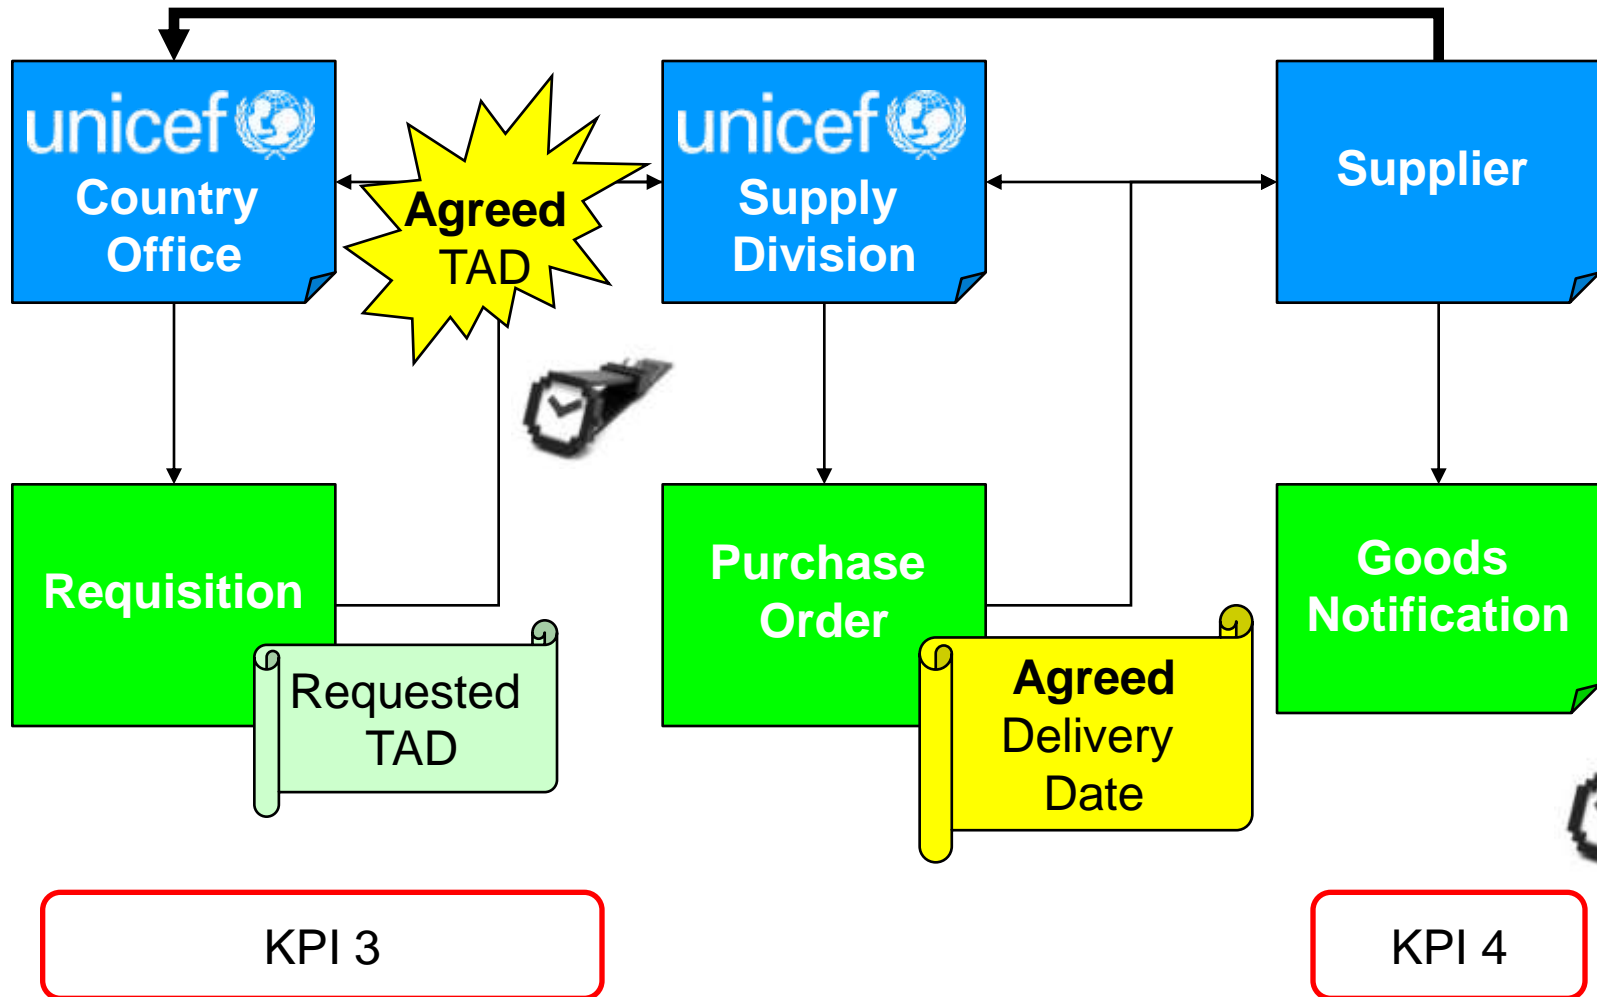 unicef
Country
Office
Agreed
TAD
unicef
Supply
Division
Supplier
Requisition
Requested
TAD
Purchase
Order
Agreed
Delivery
Date
Goods
Notification
KPI 3
KPI 4